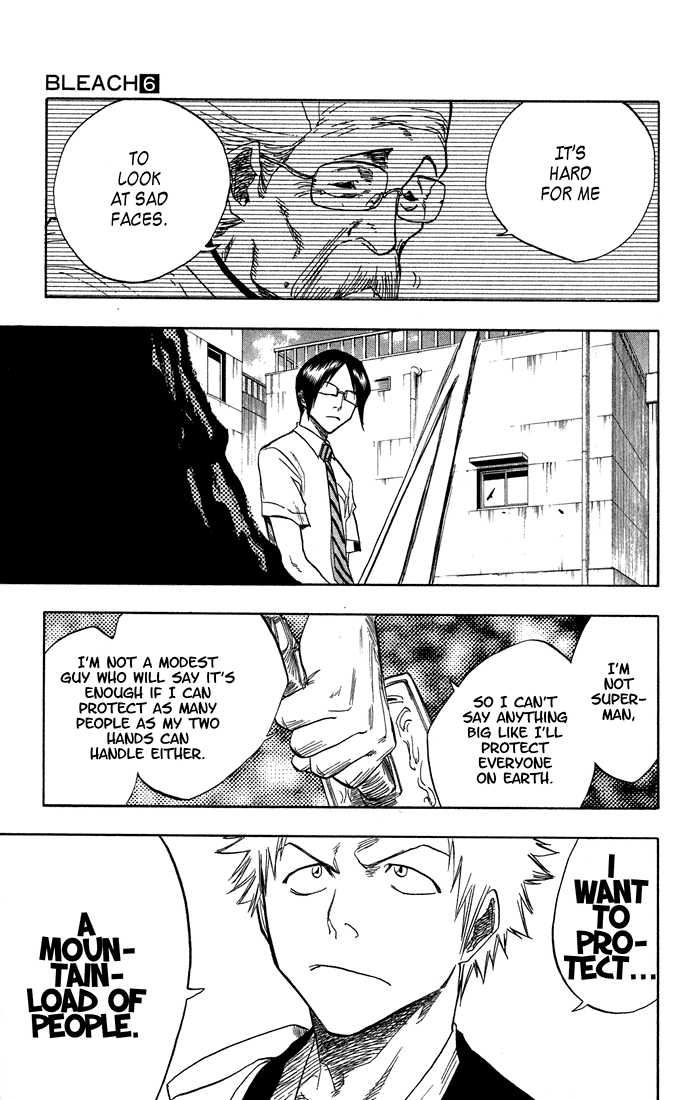 BLEACH 6
IT'S
HARD
FOR ME
TO
LOOK
AT SAD
FACES.
I'M
NOT
SUPER-
MAN,
SO I CAN'T
SAY ANYTHING
BIG LIKE I'LL
PROTECT
EVERYONE
ON EARTH.
I'M NOT A MODEST
GUY WHO WILL SAY IT'S
ENOUGH IF I CAN
PROTECT AS MANY
PEOPLE AS MY TWO
HANDS CAN
HANDLE EITHER.
I
WANT
TO
PRO-
TECT...
A
MOUN-
TAIN-
LOAD OF
PEOPLE.